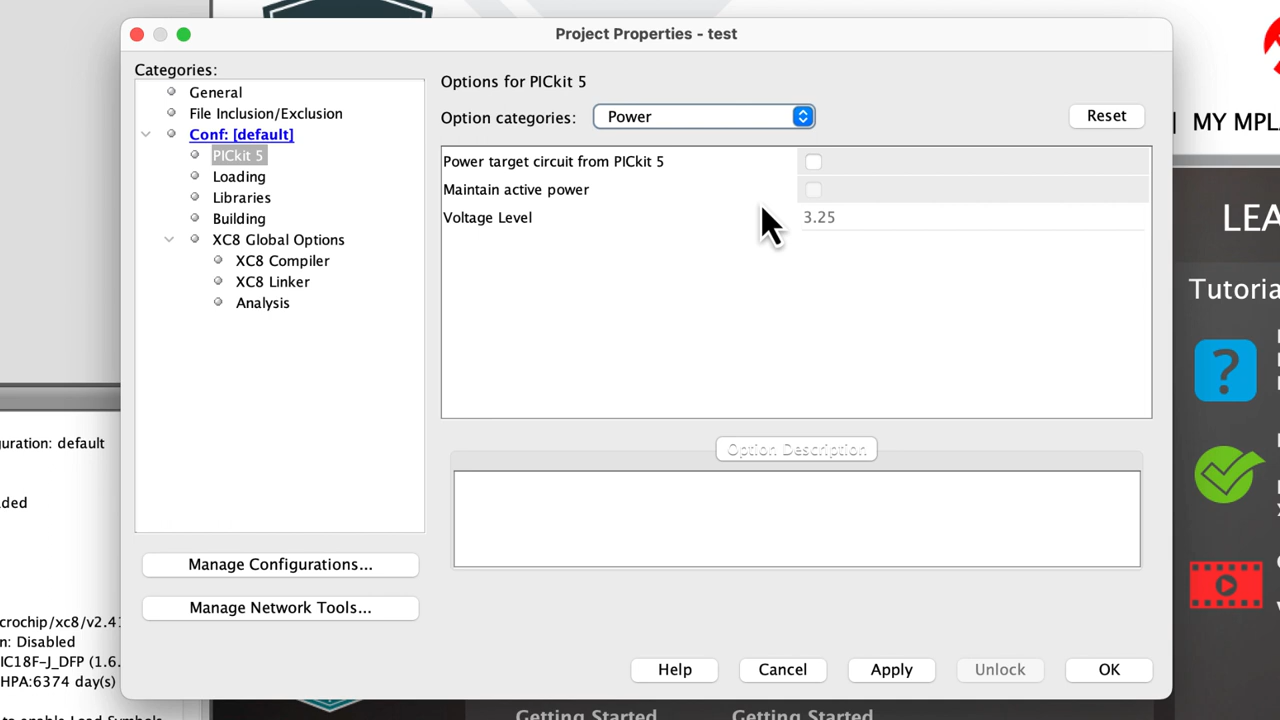 Project Properties - test
Categories:
General
File Inclusion/Exclusion
Conf: [default]
PICkit 5
Loading
Libraries
Building
XC8 Global Options
XC8 Compiler
XC8 Linker
Analysis
Manage Configurations...
Manage Network Tools...
Options for PICkit 5
Option categories:
Power
Reset
Power target circuit from PICkit 5
Maintain active power
Voltage Level
3.25
Option Description
Help
Cancel
Apply
Unlock
OK
| MY MPL
LEA
Tutoria
uration: default
ded
crochip/xc8/v2.41
n: Disabled
IC18F-J_DFP (1.6.
HPA:6374 day(s)
Getting Started
Getting Started